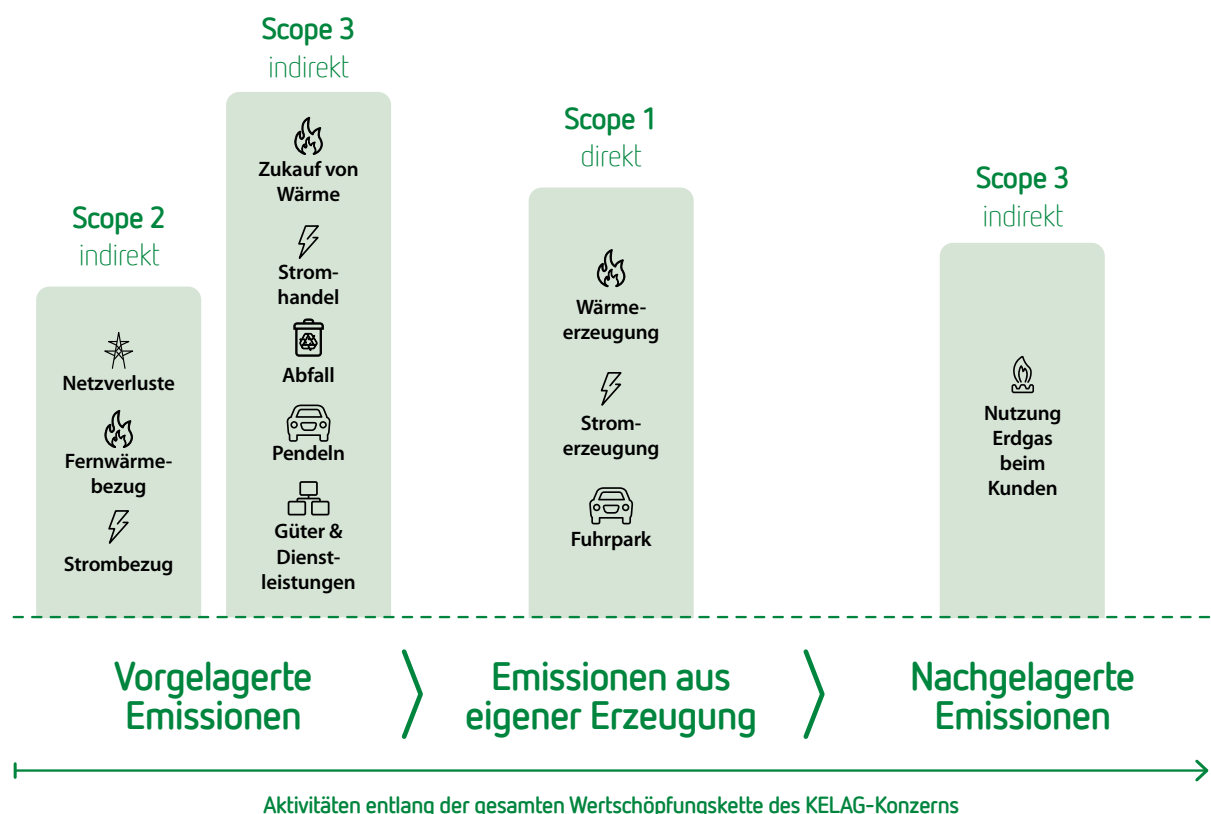 Scope 2
indirekt
Netzverluste
Fernwärme-
bezug
Strombezug
Scope 3
indirekt
Zukauf von
Wärme
Strom-
handel
Abfall
Pendeln
Güter &
Dienst-
leistungen
Scope 1
direkt
Wärme-
erzeugung
Strom-
erzeugung
Fuhrpark
Scope 3
indirekt
Nutzung
Erdgas
beim
Kunden
Vorgelagerte
Emissionen
Emissionen aus
eigener Erzeugung
Nachgelagerte
Emissionen
Aktivitäten entlang der gesamten Wertschöpfungskette des KELAG-Konzerns